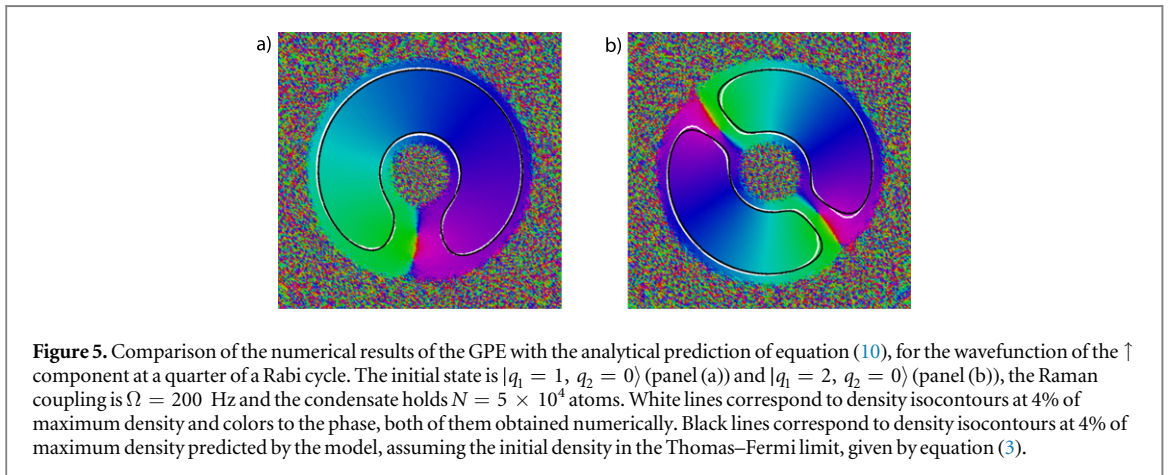 a)
b)
Figure 5. Comparison of the numerical results of the GPE with the analytical prediction of equation (10), for the wavefunction of the ↑
component at a quarter of a Rabi cycle. The initial state is |q₁ = 1, q₂ = 0⟩ (panel (a)) and |q₁ = 2, q₂ = 0⟩ (panel (b)), the Raman
coupling is Ω = 200 Hz and the condensate holds N = 5 × 10⁴ atoms. White lines correspond to density isocontours at 4% of
maximum density and colors to the phase, both of them obtained numerically. Black lines correspond to density isocontours at 4% of
maximum density predicted by the model, assuming the initial density in the Thomas–Fermi limit, given by equation (3).